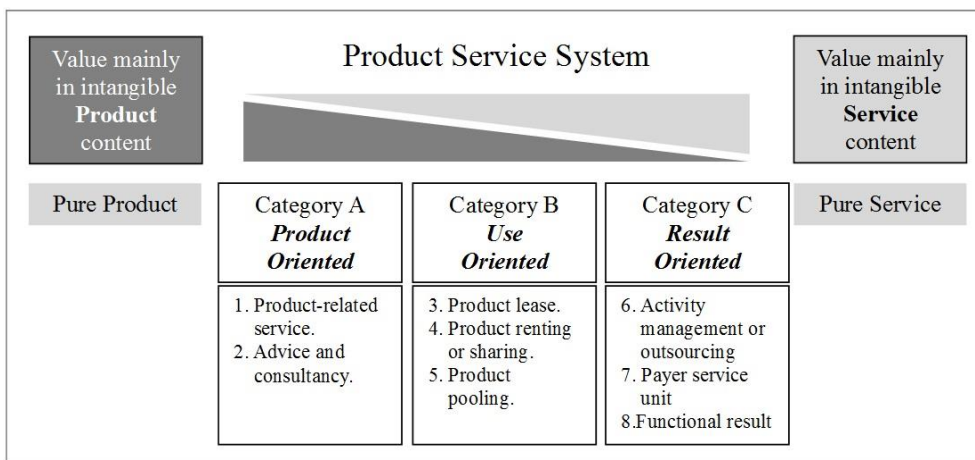 Value mainly
in intangible
Product
content
Product Service System
Value mainly
in intangible
Service
content
Pure Product
Category A
Product
Oriented
Category B
Use
Oriented
Category C
Result
Oriented
Pure Service
1. Product-related
service.
2. Advice and
consultancy.
3. Product lease.
4. Product renting
or sharing.
5. Product
pooling.
6. Activity
management or
outsourcing
7. Payer service
unit
8.Functional result